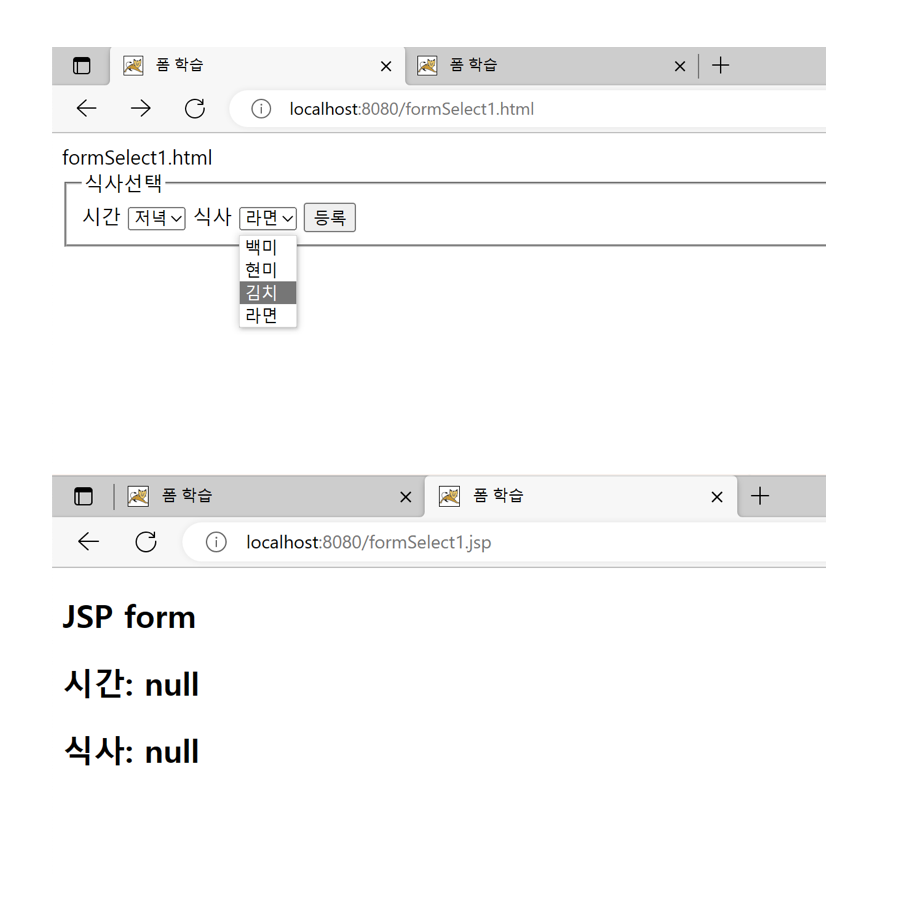 폼 학습 폼 학습
localhost:8080/formSelect1.html
formSelect1.html
식사선택
시간 저녁 식사 라면 등록
백미
현미
김치
라면
폼 학습 폼 학습
localhost:8080/formSelect1.jsp
JSP form
시간: null
식사: null